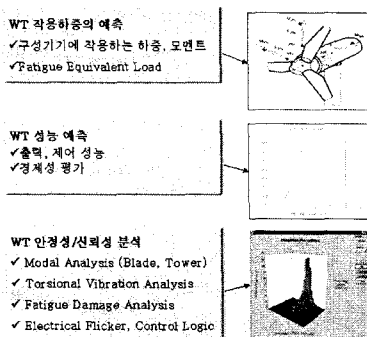 WT 작용하중의 예측
✓구성기기에 작용하는 하중, 모멘트
✓Fatigue Equivalent Load
WT 성능 예측
✓출력, 제어 성능
✓경제성 평가
WT 안정성/신뢰성 분석
✓ Modal Analysis (Blade, Tower)
✓ Torsional Vibration Analysis
✓ Fatigue Damage Analysis
✓ Electrical Flicker, Control Logic